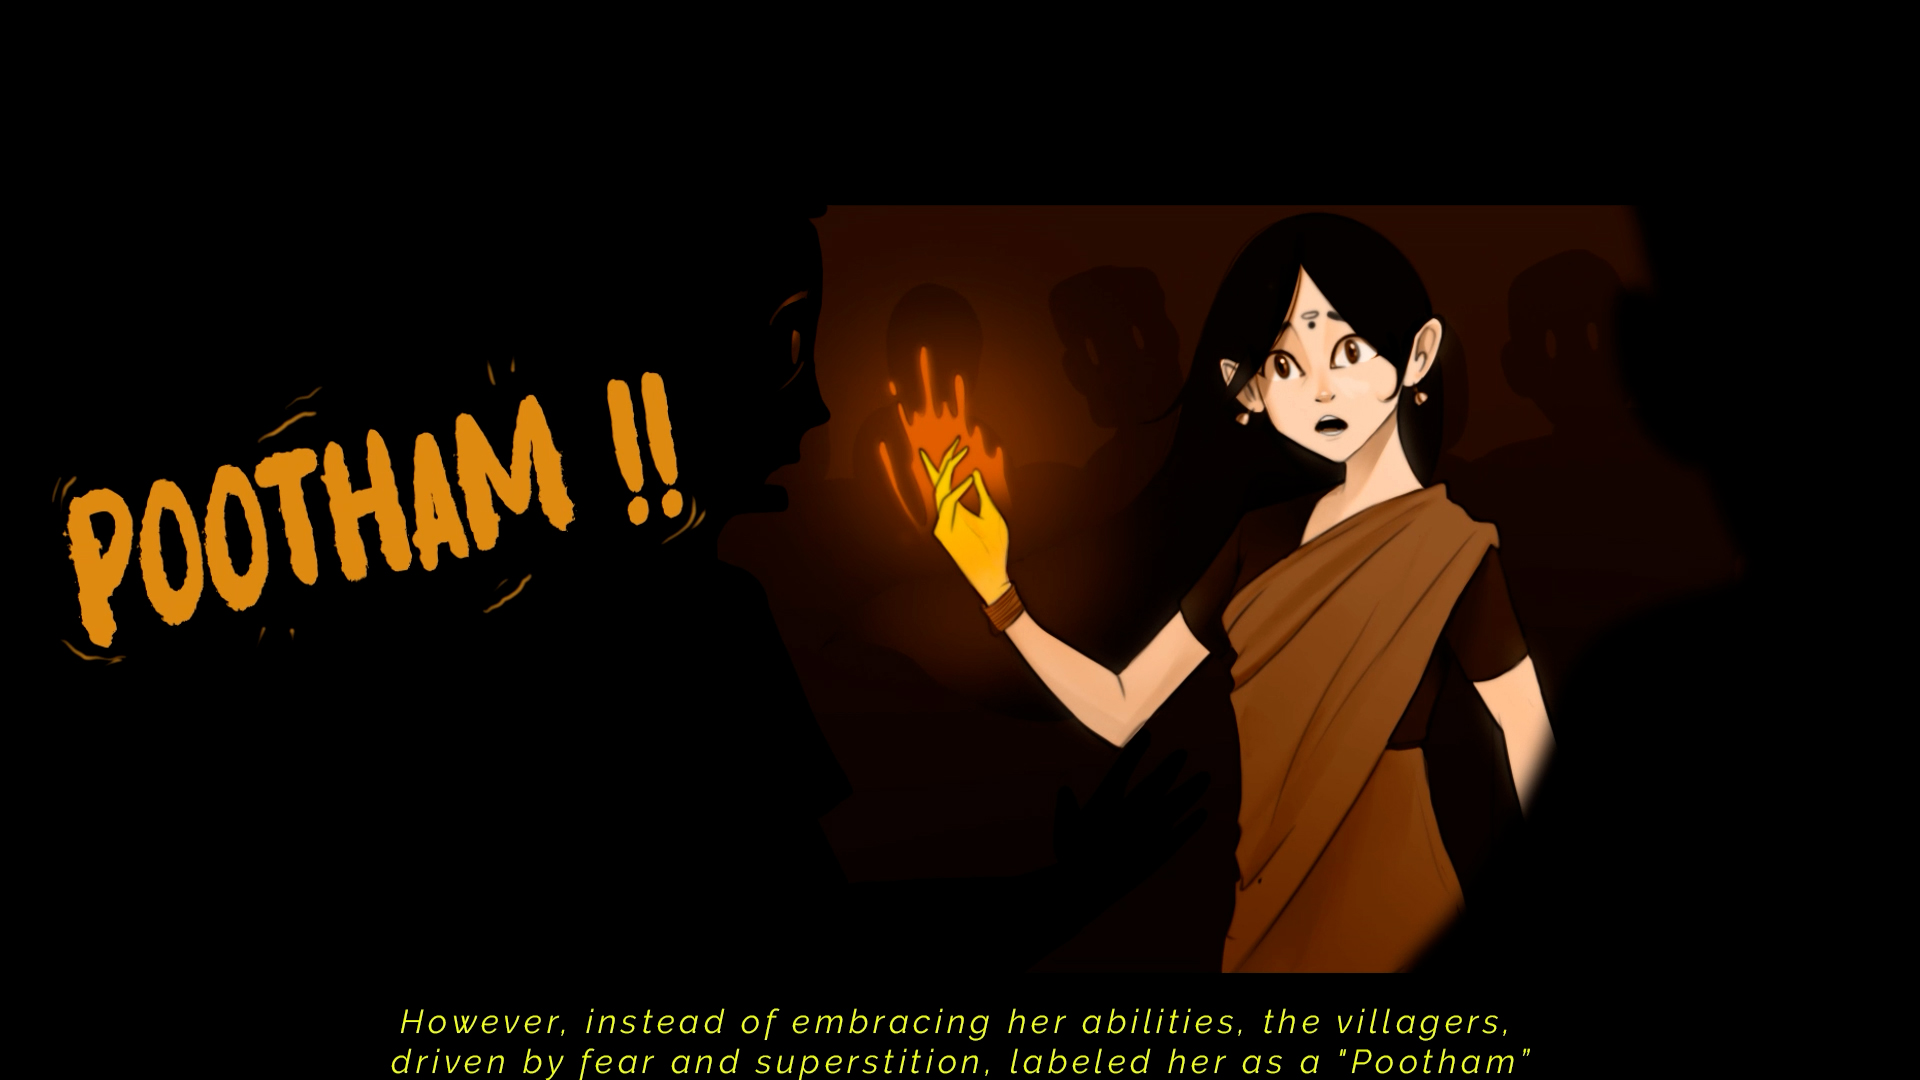 POOTHAM !!
However, instead of embracing her abilities, the villagers,
driven by fear and superstition, labeled her as a "Pootham”